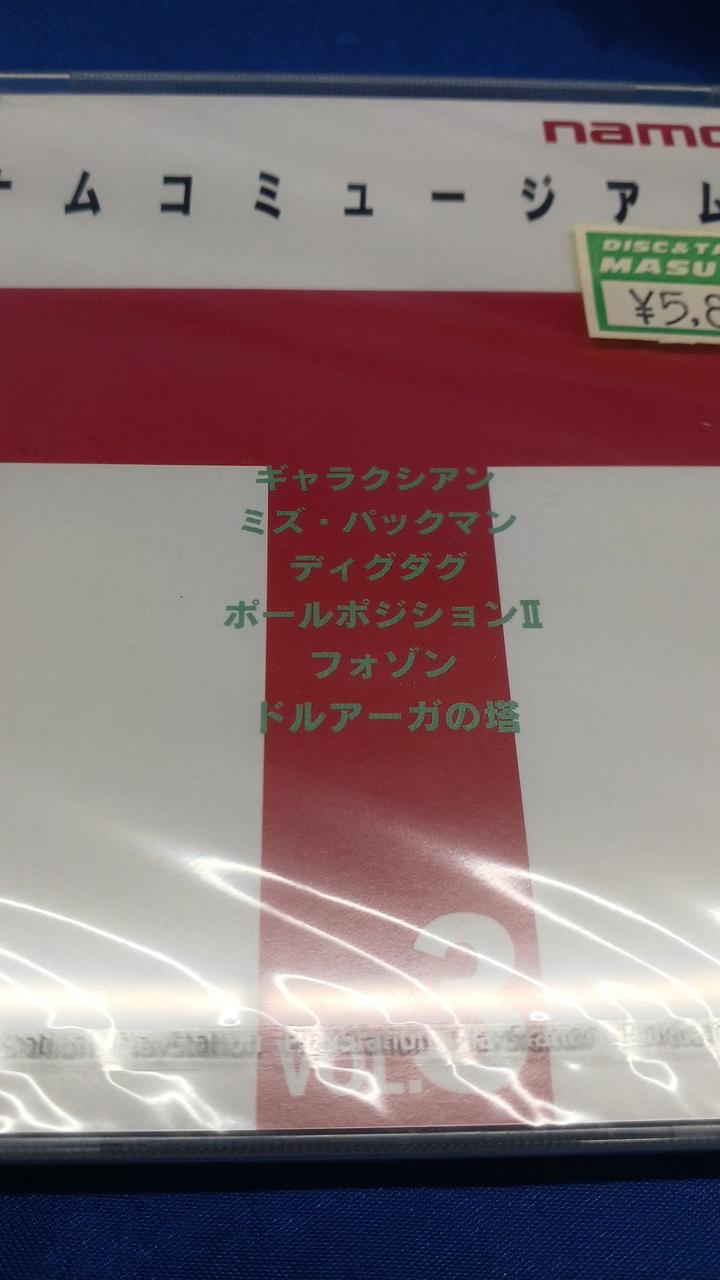 namc
ナムコミュージアム
DISC&TA
MASU
¥5,8
ギャラクシアン
ミズ・パックマン
ディグダグ
ポールポジションII
フォゾン
ドルアーガの塔
VOL.3
PlayStation PlayStation PlayStation